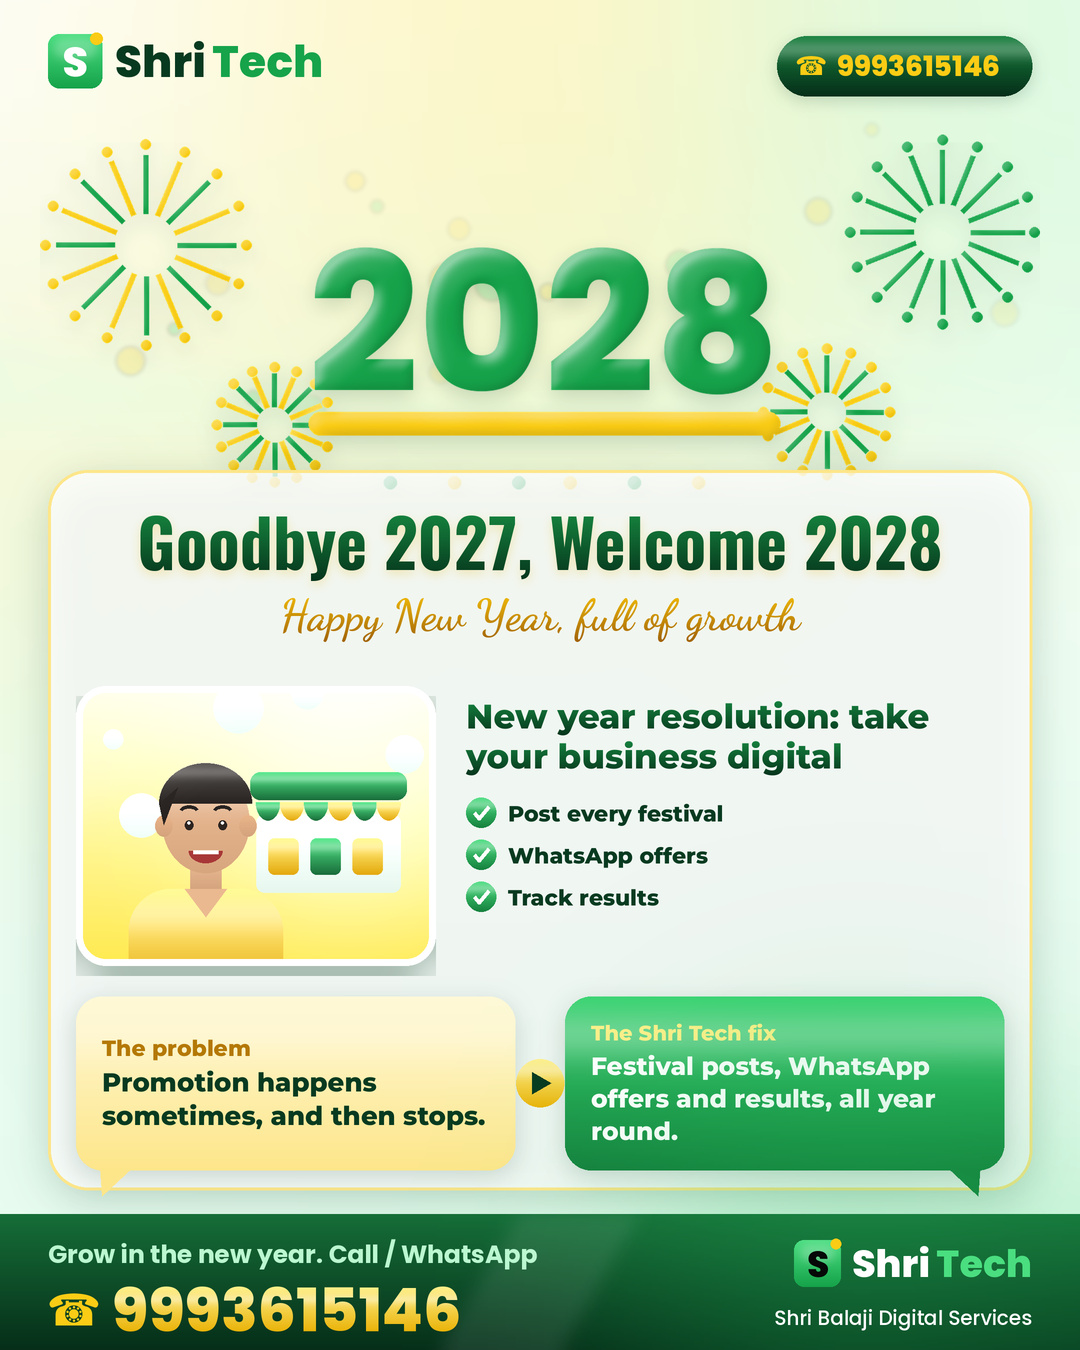 S Shri Tech
☎ 9993615146
2028
Goodbye 2027, Welcome 2028
Happy New Year, full of growth
New year resolution: take
your business digital
Post every festival
WhatsApp offers
Track results
The problem
Promotion happens
sometimes, and then stops.
The Shri Tech fix
Festival posts, WhatsApp
offers and results, all year
round.
Grow in the new year. Call / WhatsApp
☎ 9993615146
S Shri Tech
Shri Balaji Digital Services